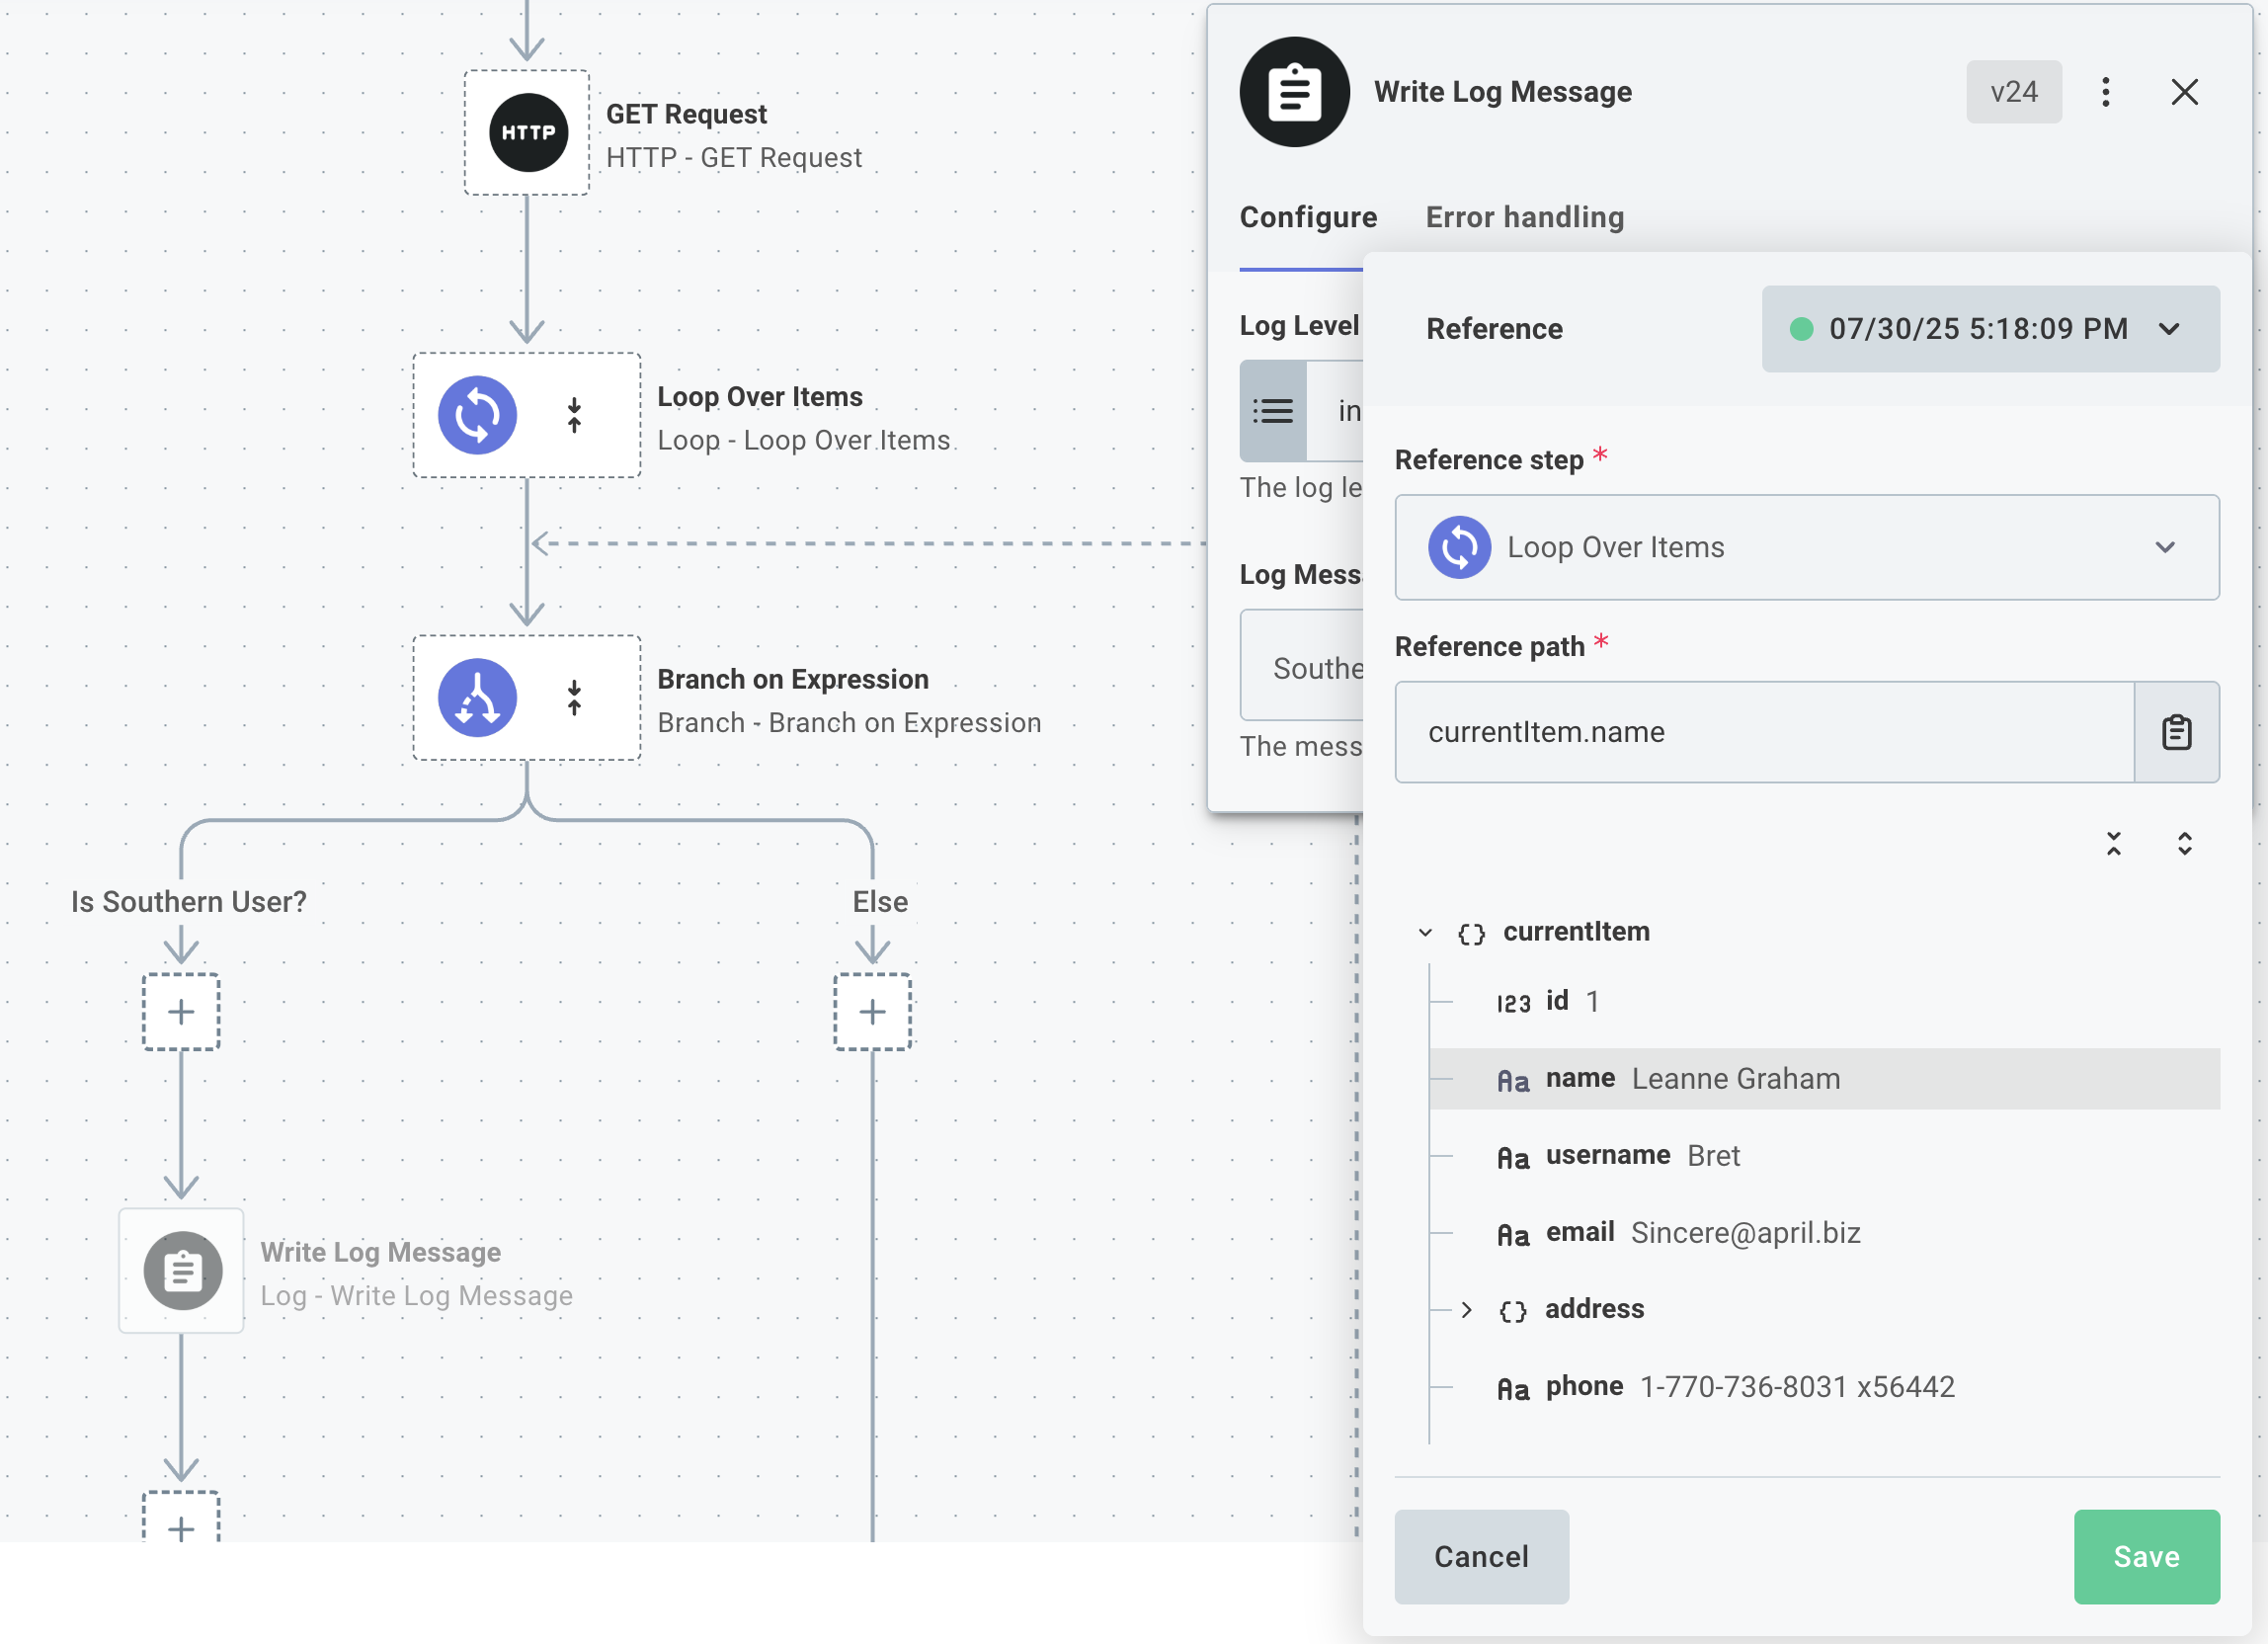 HTTP
GET Request
HTTP - GET Request
Loop Over Items
Loop - Loop Over Items
Branch on Expression
Branch - Branch on Expression
Is Southern User?
Else
Write Log Message
Log - Write Log Message
Write Log Message
v24
Configure
Error handling
Log Level
in
The log le
Log Mess
Southe
The mess
Reference
07/30/25 5:18:09 PM
Reference step *
Loop Over Items
Reference path *
currentItem.name
{} currentItem
123 id 1
Aa name Leanne Graham
Aa username Bret
Aa email Sincere@april.biz
{} address
Aa phone 1-770-736-8031 x56442
Cancel
Save